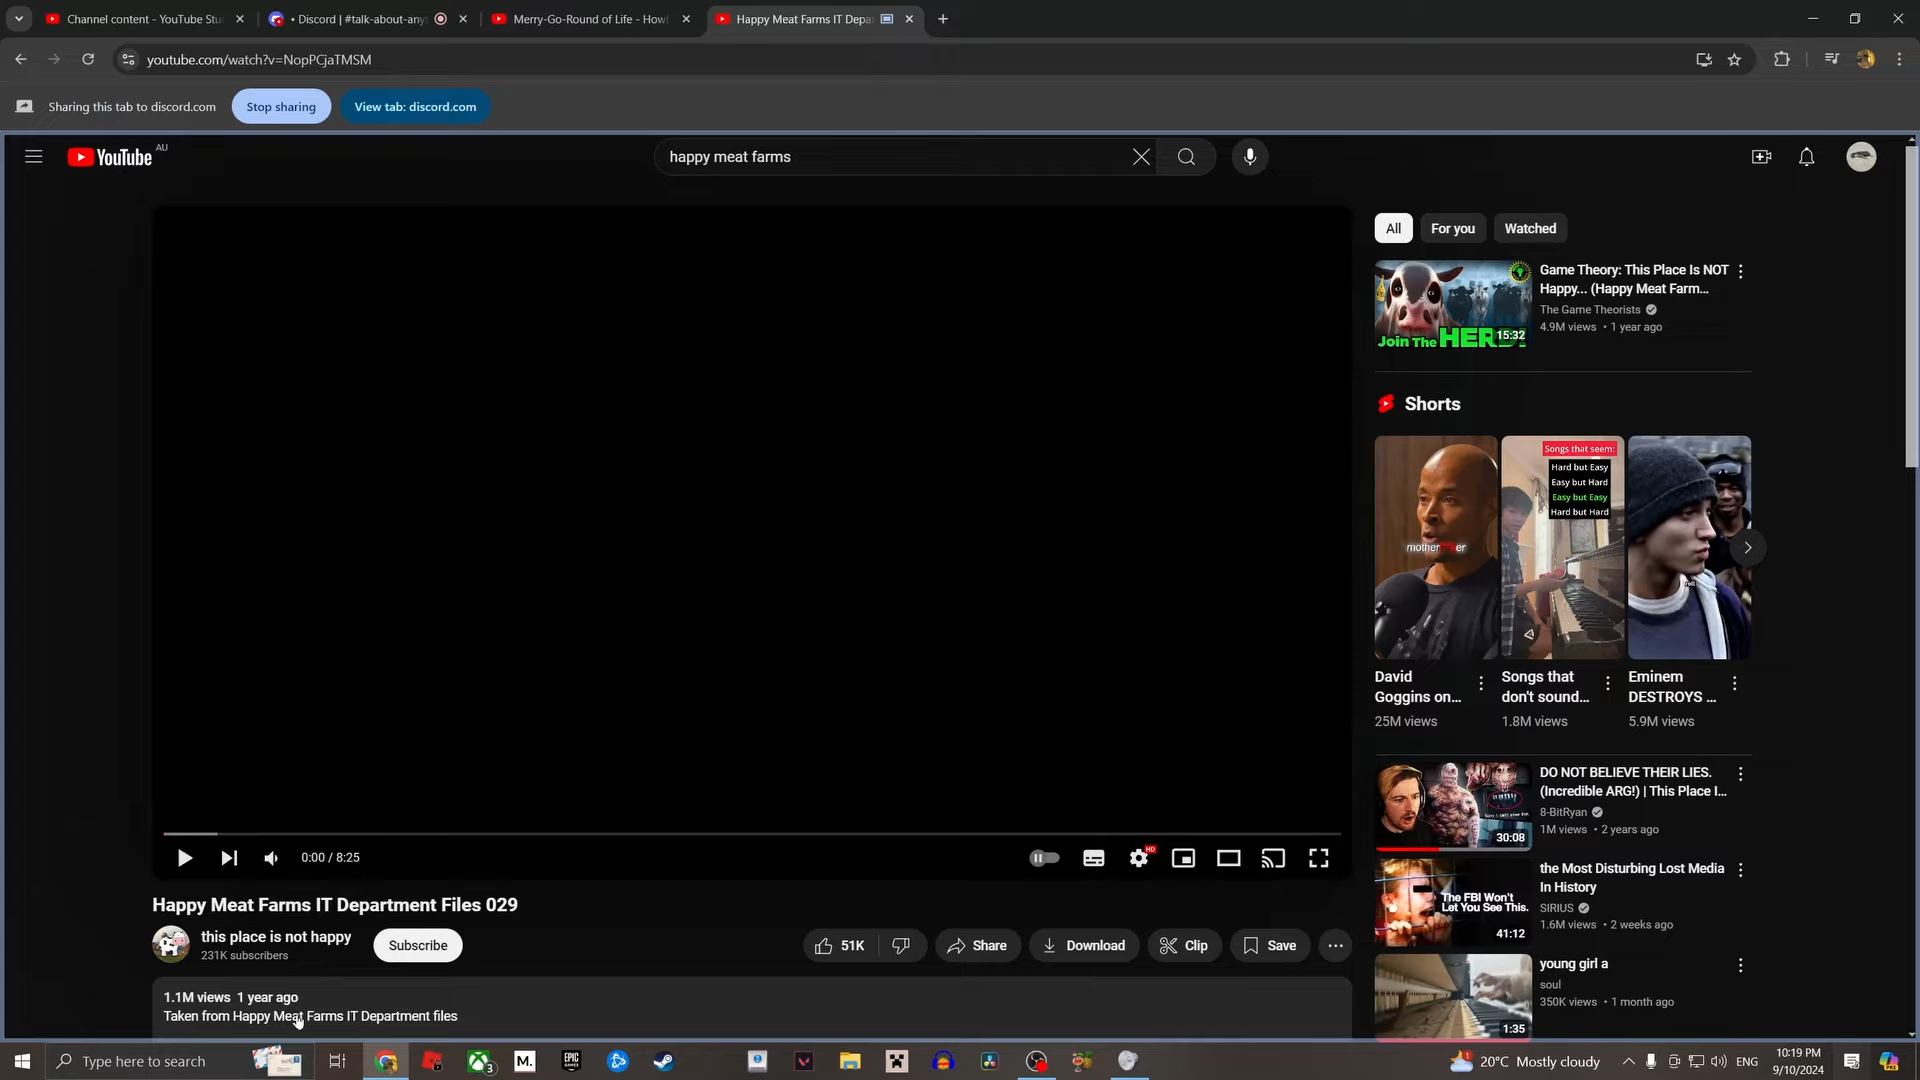 Channel content - YouTube Stu
• Discord | #talk-about-any
Merry-Go-Round of Life - Howl
Happy Meat Farms IT Depa
youtube.com/watch?v=NopPCjaTMSM
Sharing this tab to discord.com
Stop sharing
View tab: discord.com
YouTube
AU
happy meat farms
All
For you
Watched
Join The HERD!
15:32
Game Theory: This Place Is NOT
Happy... (Happy Meat Farm...
The Game Theorists
4.9M views • 1 year ago
Shorts
Songs that seem:
Hard but Easy
Easy but Hard
Easy but Easy
Hard but Hard
David
Goggins on...
25M views
Songs that
don't sound...
1.8M views
Eminem
DESTROYS ...
5.9M views
30:08
DO NOT BELIEVE THEIR LIES.
(Incredible ARG!) | This Place I...
8-BitRyan
1M views • 2 years ago
The FBI Won't
Let You See This.
41:12
the Most Disturbing Lost Media
In History
SIRIUS
1.6M views • 2 weeks ago
1:35
young girl a
soul
350K views • 1 month ago
0:00 / 8:25
HD
Happy Meat Farms IT Department Files 029
this place is not happy
231K subscribers
Subscribe
51K
Share
Download
Clip
Save
1.1M views 1 year ago
Taken from Happy Meat Farms IT Department files
Type here to search
3
M.
EPIC
GAMES
1
20°C Mostly cloudy
ENG
10:19 PM
9/10/2024
PRE